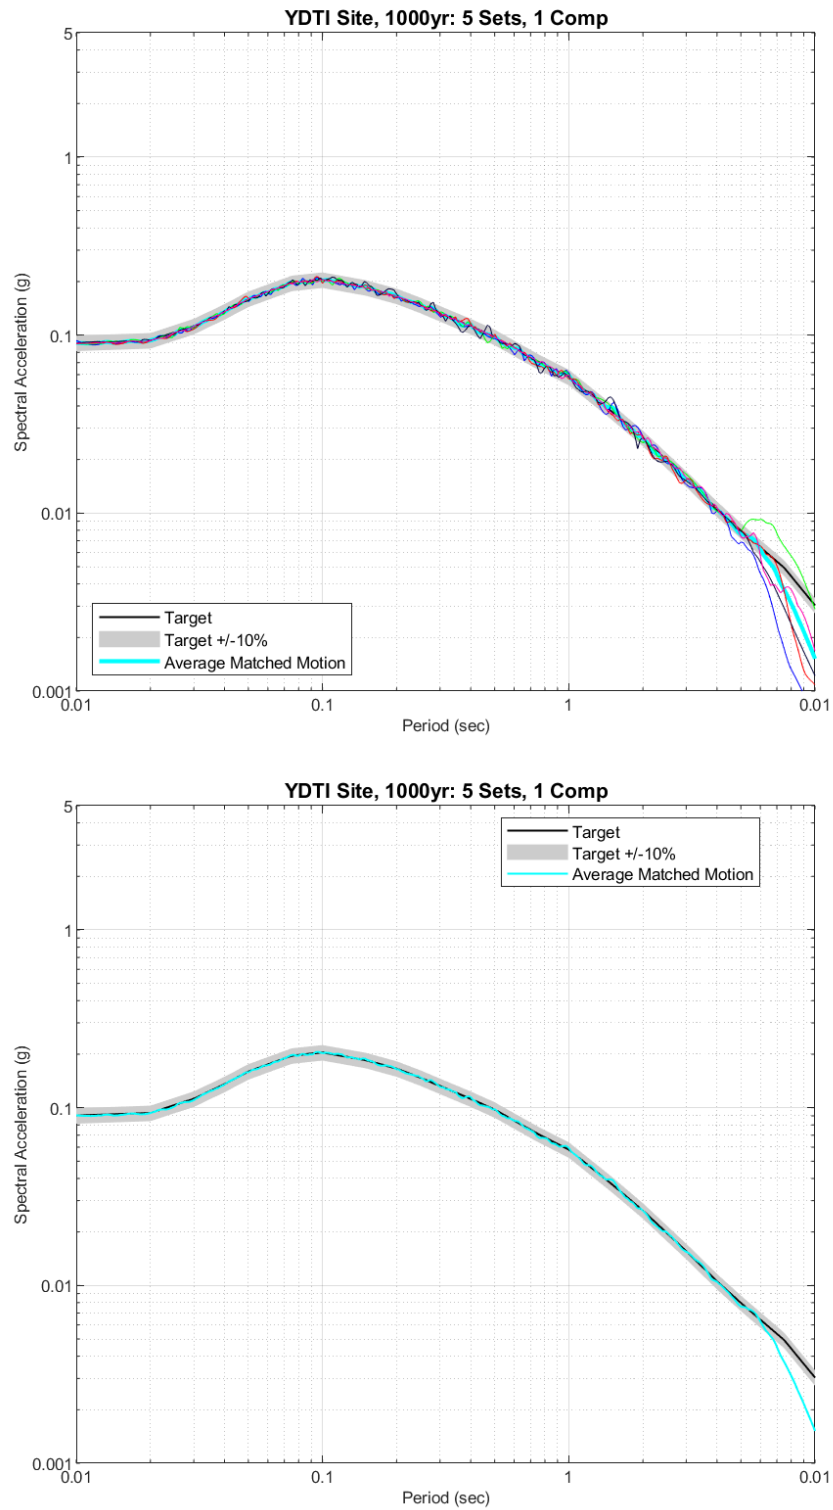 YDTI Site, 1000yr: 5 Sets, 1 Comp
5
1
0.1
0.01
0.001
Spectral Acceleration (g)
Target
Target +/-10%
Average Matched Motion
0.01
0.1
1
0.01
Period (sec)
YDTI Site, 1000yr: 5 Sets, 1 Comp
5
1
0.1
0.01
0.001
Spectral Acceleration (g)
Target
Target +/-10%
Average Matched Motion
0.01
0.1
1
0.01
Period (sec)